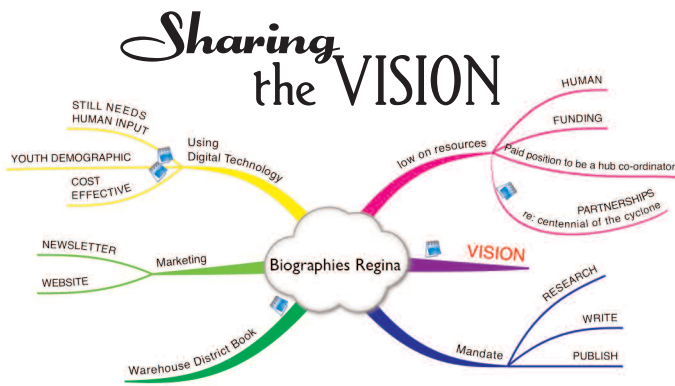 Sharing
the VISION
STILL NEEDS
HUMAN INPUT
YOUTH DEMOGRAPHIC
COST
EFFECTIVE
Using
Digital Technology
NEWSLETTER
WEBSITE
Marketing
Warehouse District Book
Biographies Regina
low on resources
HUMAN
FUNDING
Paid position to be a hub co-ordinator
PARTNERSHIPS
re: centennial of the cyclone
VISION
Mandate
RESEARCH
WRITE
PUBLISH